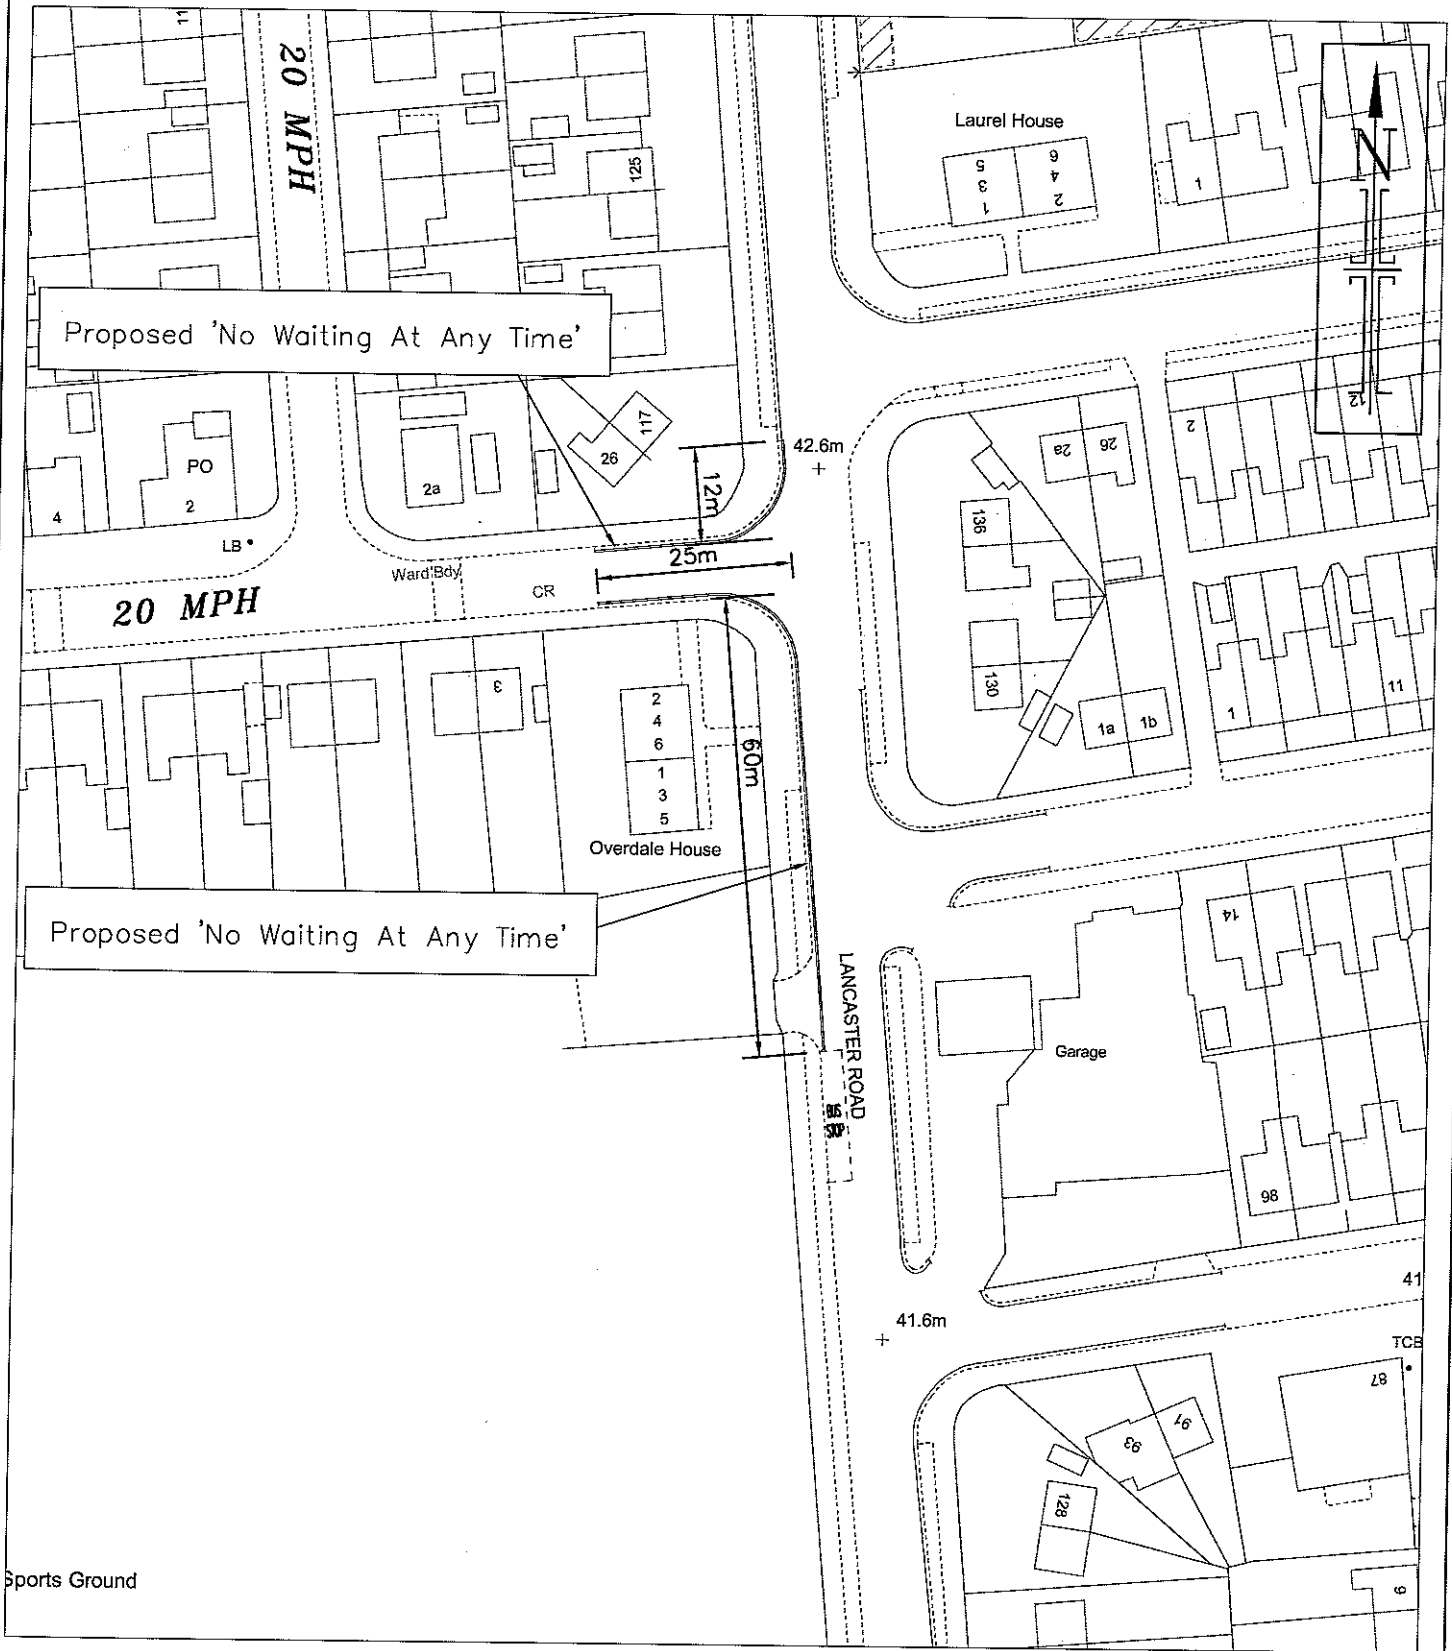 11
20 MPH
125
Laurel House
5 6
3 4
1 2
1
N
Proposed 'No Waiting At Any Time'
12
117
26
PO
2
2a
4
LB
42.6m
12m
25m
2a
26
2
136
Ward Bdy
CR
20 MPH
3
2
4
6
1
3
5
60m
130
1a
1b
1
11
Overdale House
Proposed 'No Waiting At Any Time'
14
LANCASTER ROAD
Garage
BUS
STOP
98
41
41.6m
TCB
87
91
93
128
9
Sports Ground